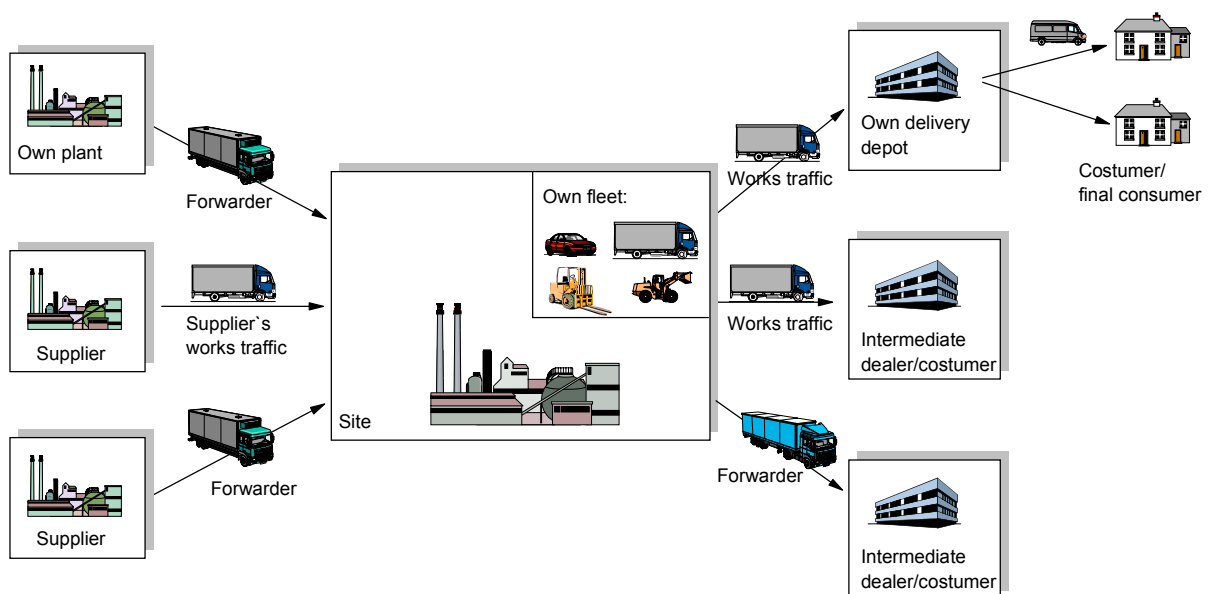 Own plant
Forwarder
Supplier
Supplier`s
works traffic
Supplier
Forwarder
Site
Own fleet:
Works traffic
Own delivery
depot
Costumer/
final consumer
Works traffic
Intermediate
dealer/costumer
Forwarder
Intermediate
dealer/costumer